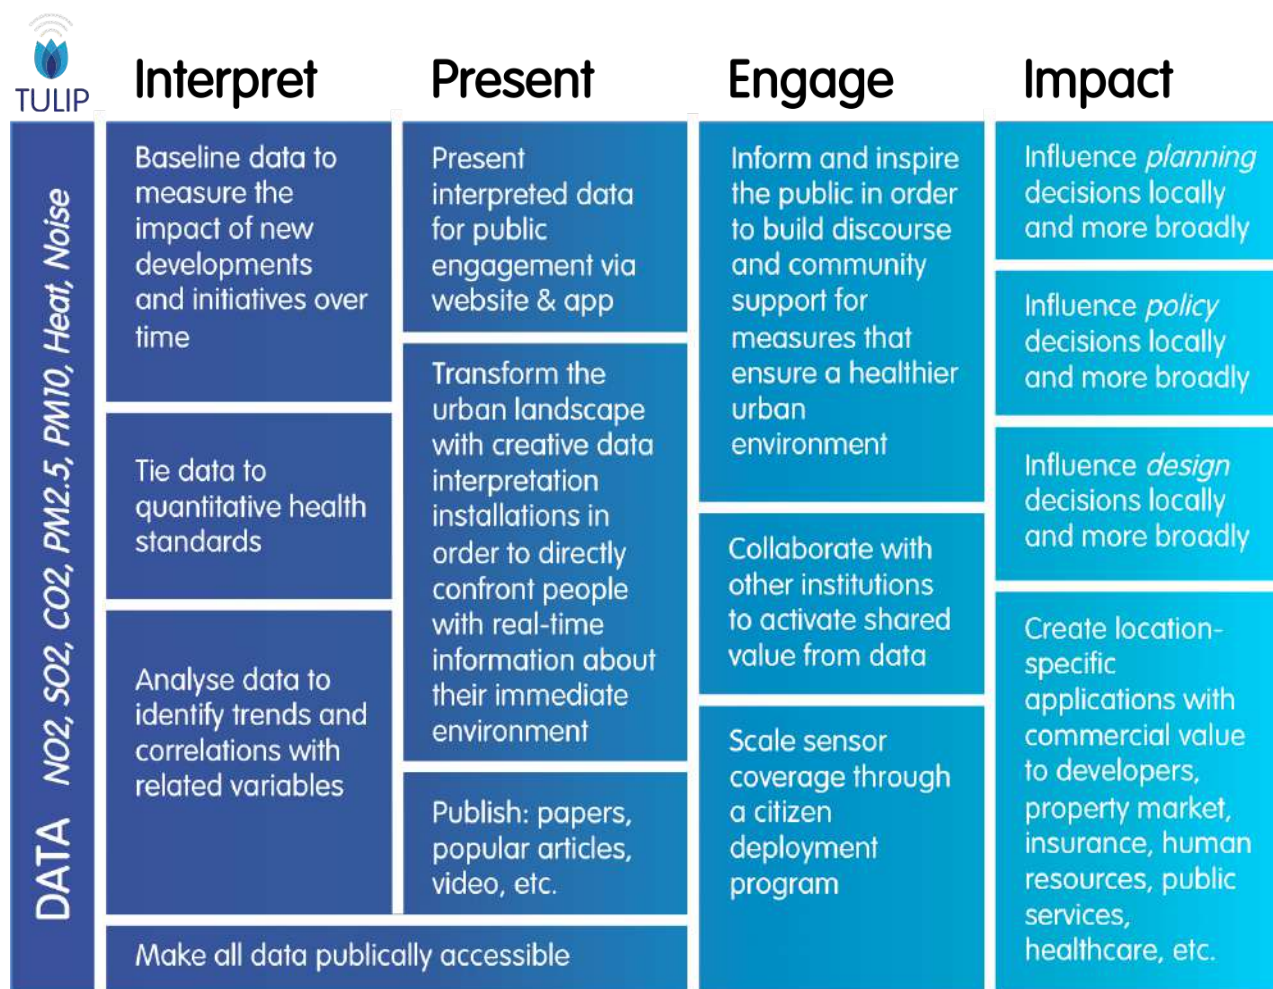 TULIP
Interpret
Present
Engage
Impact
DATA NO2, SO2, CO2, PM2.5, PM10, Heat, Noise
Baseline data to
measure the
impact of new
developments
and initiatives over
time
Tie data to
quantitative health
standards
Analyse data to
identify trends and
correlations with
related variables
Present
interpreted data
for public
engagement via
website & app
Transform the
urban landscape
with creative data
interpretation
installations in
order to directly
confront people
with real-time
information about
their immediate
environment
Publish: papers,
popular articles,
video, etc.
Make all data publically accessible
Inform and inspire
the public in order
to build discourse
and community
support for
measures that
ensure a healthier
urban
environment
Collaborate with
other institutions
to activate shared
value from data
Scale sensor
coverage through
a citizen
deployment
program
Influence planning
decisions locally
and more broadly
Influence policy
decisions locally
and more broadly
Influence design
decisions locally
and more broadly
Create location-
specific
applications with
commercial value
to developers,
property market,
insurance, human
resources, public
services,
healthcare, etc.